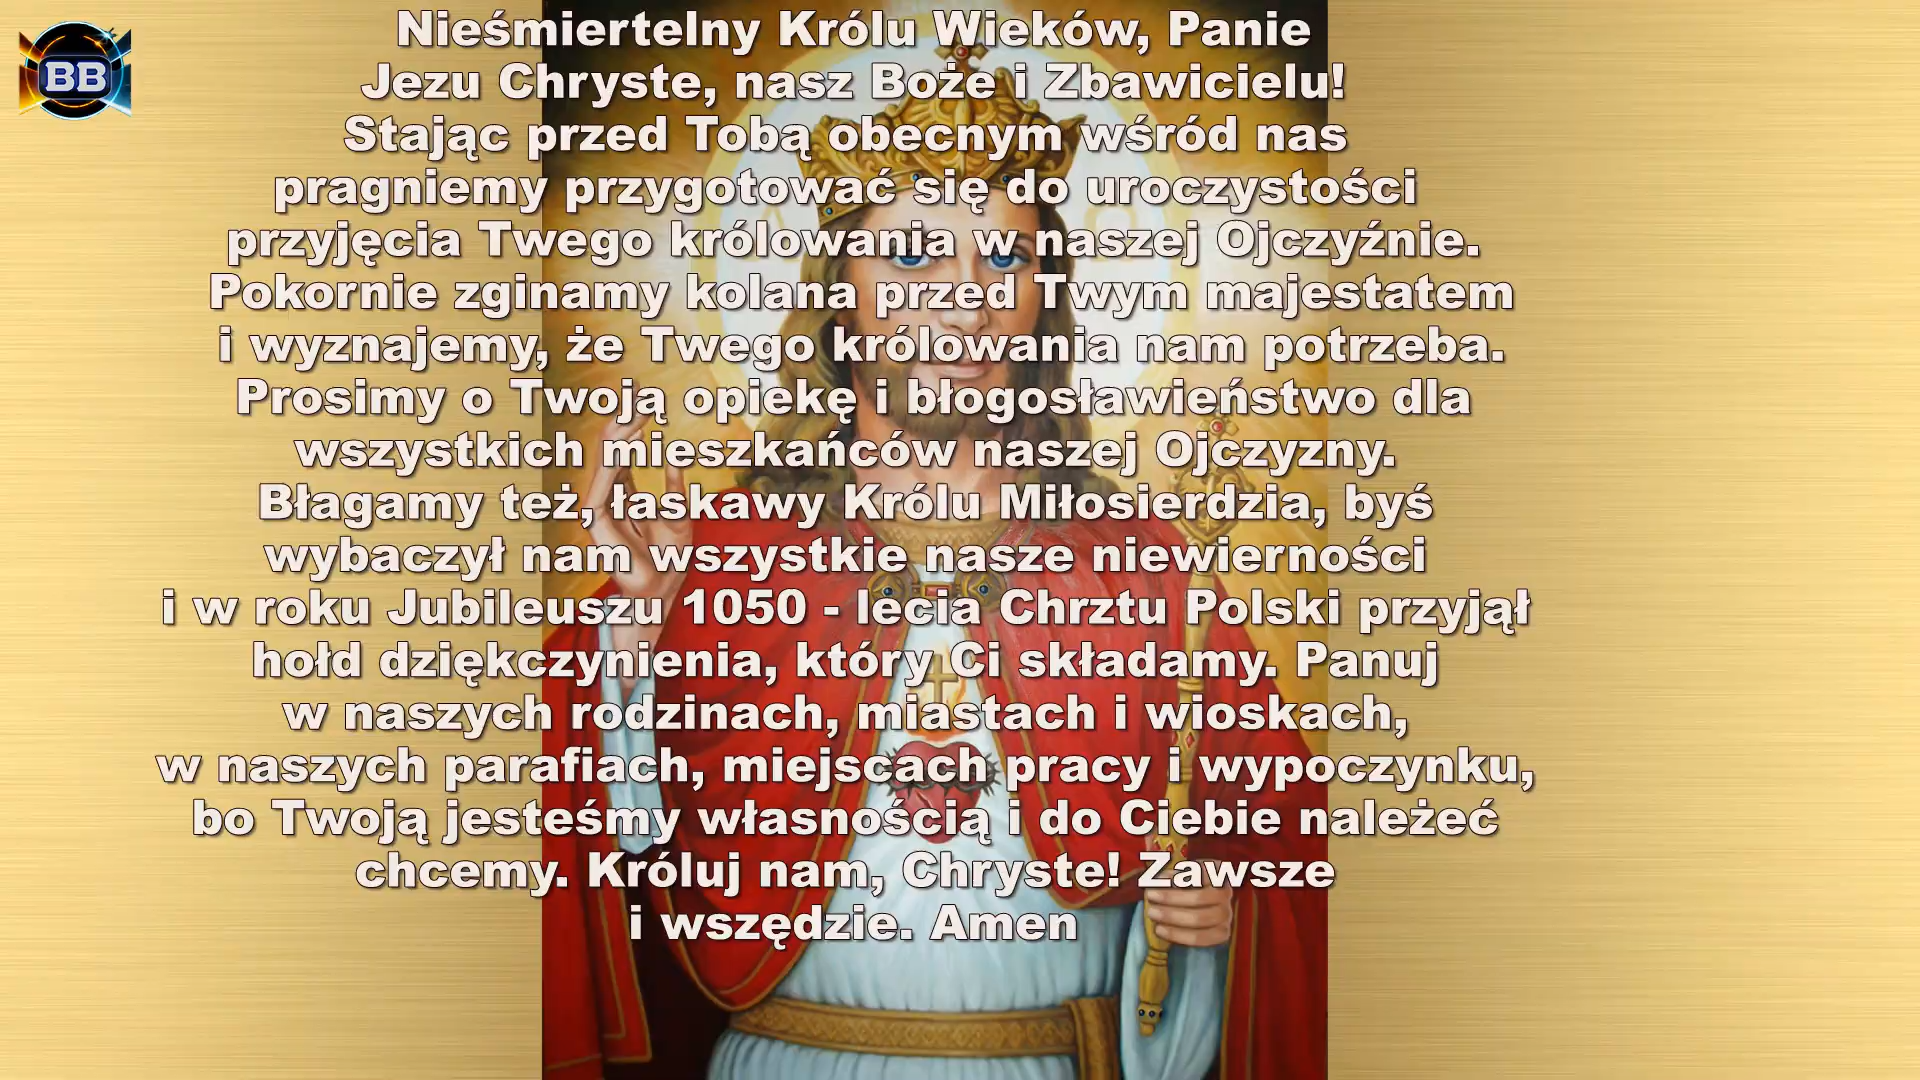 BB
Nieśmiertelny Królu Wieków, Panie
Jezu Chryste, nasz Boże i Zbawicielu!
Stając przed Tobą obecnym wśród nas
pragniemy przygotować się do uroczystości
przyjęcia Twego królowania w naszej Ojczyźnie.
Pokornie zginamy kolana przed Twym majestatem
i wyznajemy, że Twego królowania nam potrzeba.
Prosimy o Twoją opiekę i błogosławieństwo dla
wszystkich mieszkańców naszej Ojczyzny.
Błagamy też, łaskawy Królu Miłosierdzia, byś
wybaczył nam wszystkie nasze niewierności
i w roku Jubileuszu 1050 - lecia Chrztu Polski przyjął
hołd dziękczynienia, który Ci składamy. Panuj
w naszych rodzinach, miastach i wioskach,
w naszych parafiach, miejscach pracy i wypoczynku,
bo Twoją jesteśmy własnością i do Ciebie należeć
chcemy. Króluj nam, Chryste! Zawsze
i wszędzie. Amen